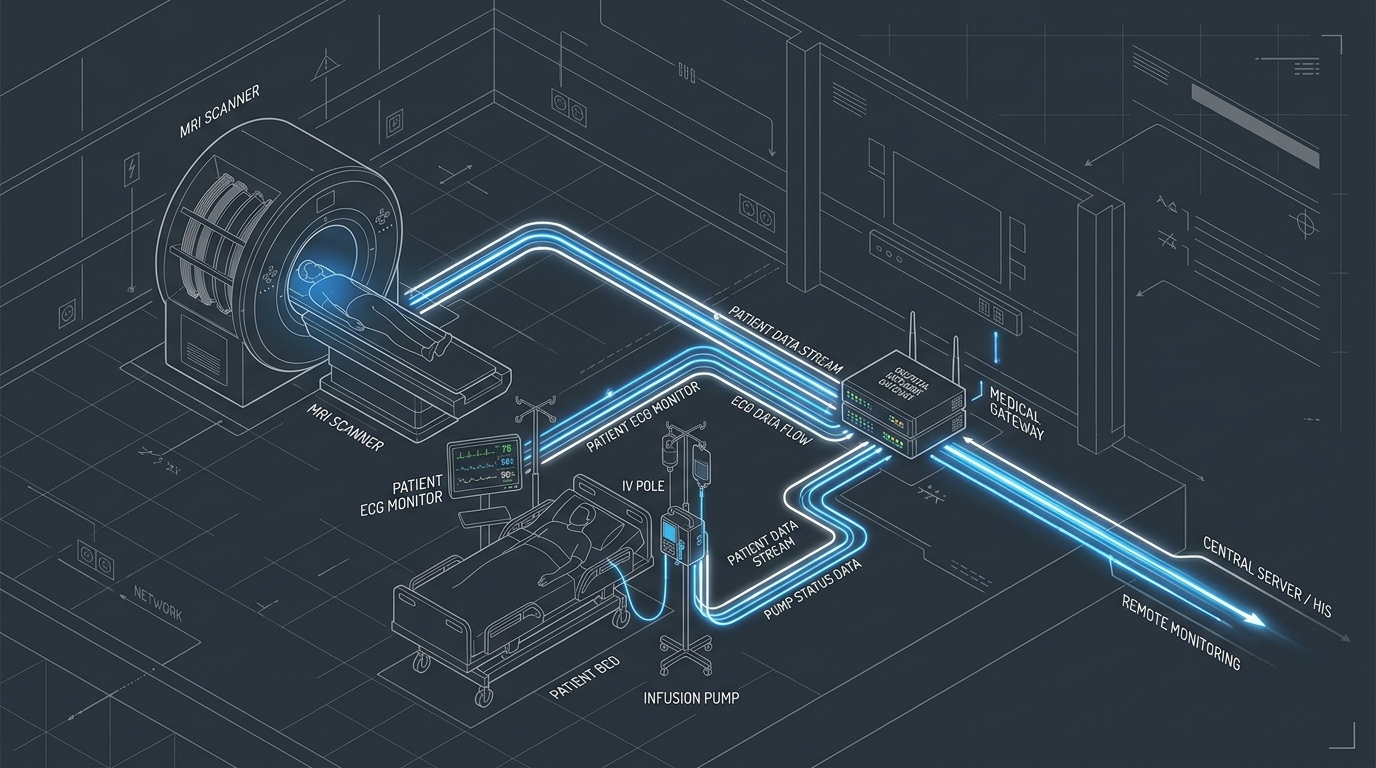 MRI SCANNER
PATIENT DATA STREAM
MRI SCANNER
PATIENT ECG MONITOR
ECG DATA FLOW
MEDICAL
GATEWAY
PATIENT
ECG MONITOR
75
IV POLE
PATIENT DATA
STREAM
PUMP STATUS DATA
CENTRAL SERVER / HIS
REMOTE MONITORING
NETWORK
PATIENT BED
INFUSION PUMP